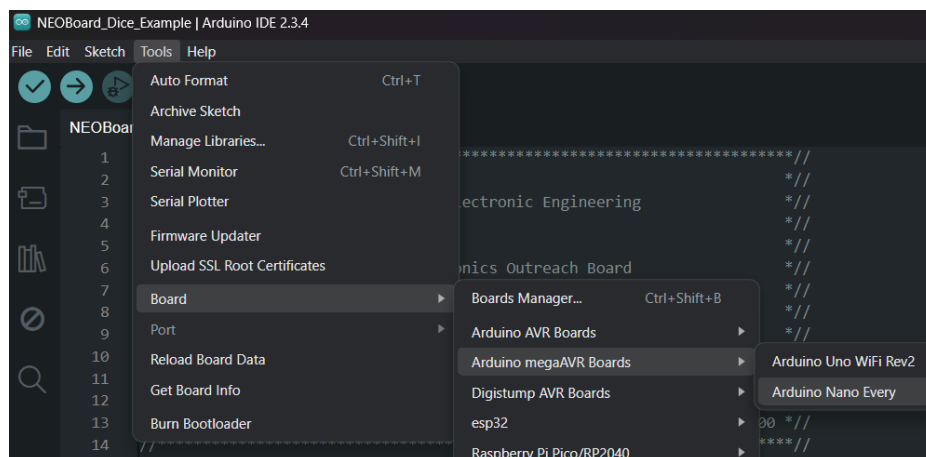 NEOBoard_Dice_Example | Arduino IDE 2.3.4
File Edit Sketch Tools Help
Auto Format Ctrl+T
Archive Sketch
NEOBoar
Manage Libraries... Ctrl+Shift+I
1 **************************************//
Serial Monitor Ctrl+Shift+M
2 *//
Serial Plotter
3 lectronic Engineering *//
4 *//
Firmware Updater
5 *//
Upload SSL Root Certificates
6 onics Outreach Board *//
7 *//
Board Boards Manager... Ctrl+Shift+B
8 *//
Port Arduino AVR Boards
9 *//
10
Reload Board Data Arduino megaAVR Boards Arduino Uno WiFi Rev2
11
Get Board Info Digistump AVR Boards Arduino Nano Every
12
13 00 *//
Burn Bootloader esp32
14 //**************************** ****//
Raspberry Pi Pico/RP2040